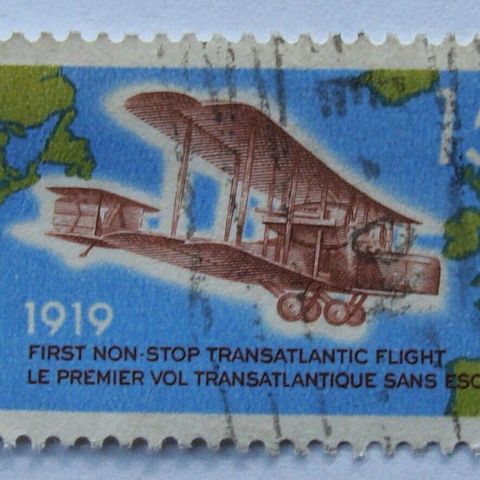 1919
FIRST NON-STOP TRANSATLANTIC FLIGHT
LE PREMIER VOL TRANSATLANTIQUE SANS ESC